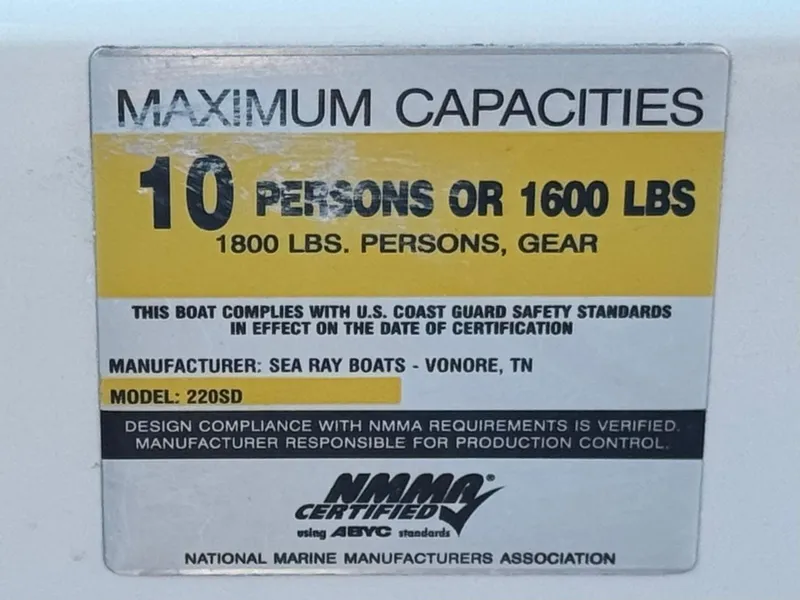 MAXIMUM CAPACITIES
10 PERSONS OR 1600 LBS
1800 LBS. PERSONS, GEAR
THIS BOAT COMPLIES WITH U.S. COAST GUARD SAFETY STANDARDS
IN EFFECT ON THE DATE OF CERTIFICATION
MANUFACTURER: SEA RAY BOATS - VONORE, TN
MODEL: 220SD
DESIGN COMPLIANCE WITH NMMA REQUIREMENTS IS VERIFIED.
MANUFACTURER RESPONSIBLE FOR PRODUCTION CONTROL.
NMMA®
CERTIFIED
using ABYC standards
NATIONAL MARINE MANUFACTURERS ASSOCIATION